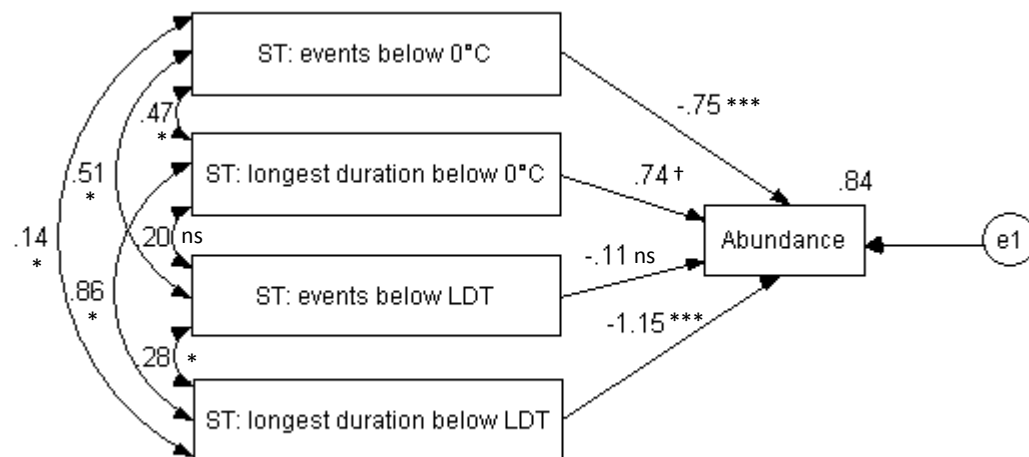 ST: events below 0°C
.47
*
-.75 ***
ST: longest duration below 0°C
.51
*
.74 †
.84
.14
*
.20 ns
Abundance
e1
-.11 ns
.86
*
ST: events below LDT
-1.15 ***
.28 *
ST: longest duration below LDT